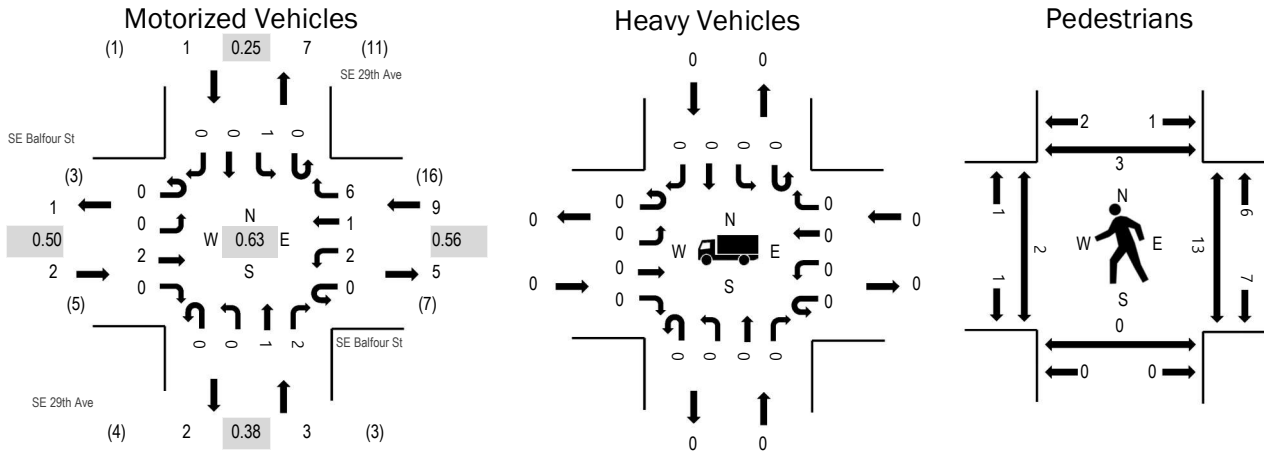 Motorized Vehicles
Heavy Vehicles
Pedestrians
(1) 1 0.25 7 (11)
SE 29th Ave
SE Balfour St
0 0 1 0
(3)
1
0.50
2
(5)
0
0
2
0
N
W 0.63 E
S
6
1
2
0
(16)
9
0.56
5
(7)
0 0 1 2
SE Balfour St
SE 29th Ave
(4) 2 0.38 3 (3)
0 0
0 0 0 0
0
0
0
0
0
0
N
W E
S
0
0
0
0
0
0
0 0 0 0
0 0
2 1
3
1
2
1
N
W E
S
6
13
7
0
0 0